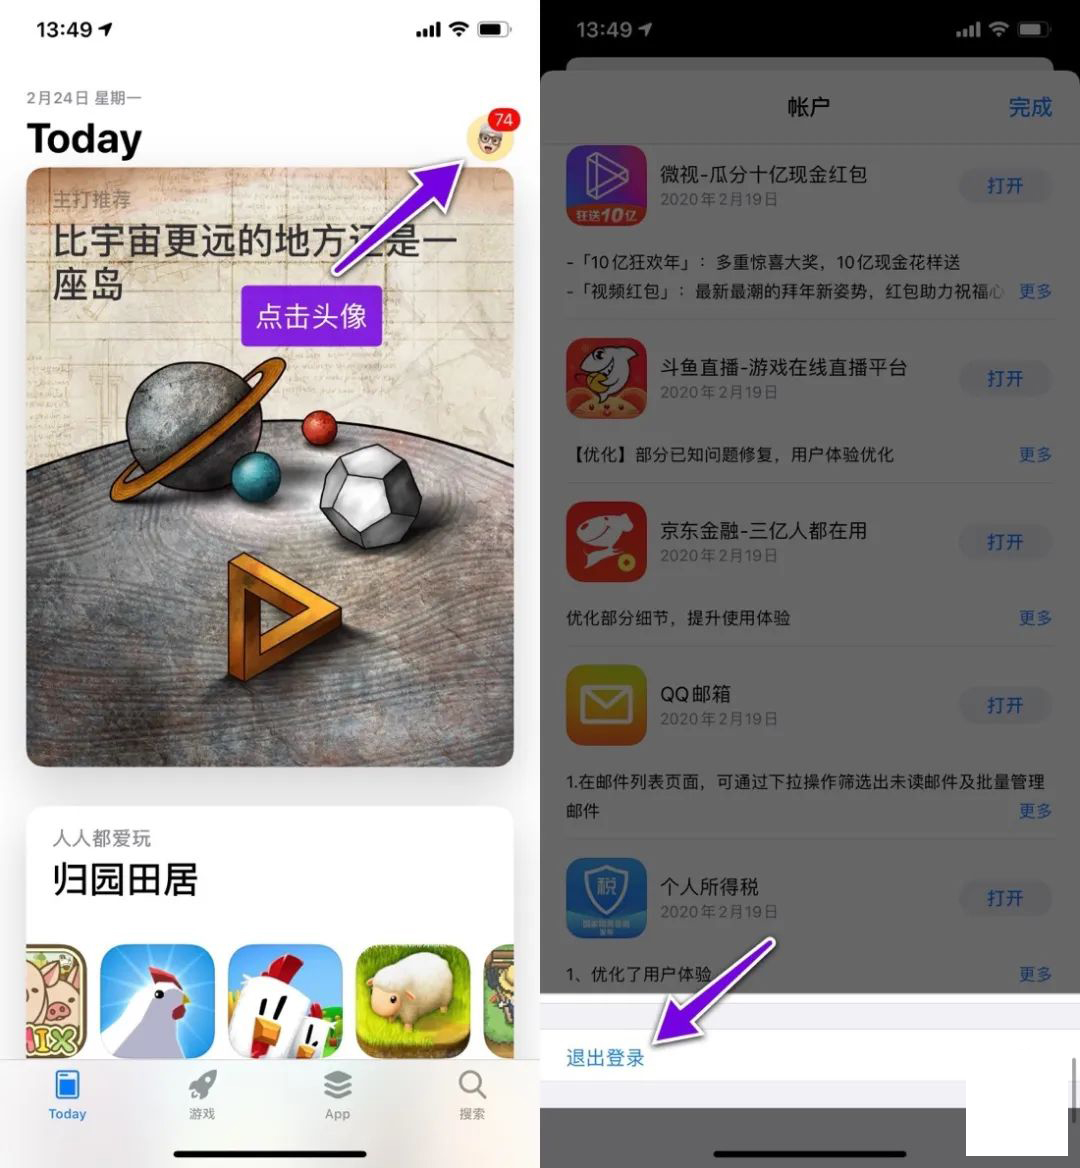 13:49
2月24日 星期一
Today
74
主打推荐
比宇宙更远的地方还是一
座岛
点击头像
人人都爱玩
归园田居
MIX
Today
游戏
App
搜索
13:49
帐户
完成
狂送10亿
微视-瓜分十亿现金红包
2020年2月19日
打开
-「10亿狂欢年」：多重惊喜大奖，10亿现金花样送
-「视频红包」：最新最潮的拜年新姿势，红包助力祝福心
更多
斗鱼直播-游戏在线直播平台
2020年2月19日
打开
【优化】部分已知问题修复，用户体验优化
更多
京东金融-三亿人都在用
2020年2月19日
打开
优化部分细节，提升使用体验
更多
QQ邮箱
2020年2月19日
打开
1.在邮件列表页面，可通过下拉操作筛选出未读邮件及批量管理
邮件
更多
税
个人所得税
2020年2月19日
打开
1、优化了用户体验
更多
退出登录